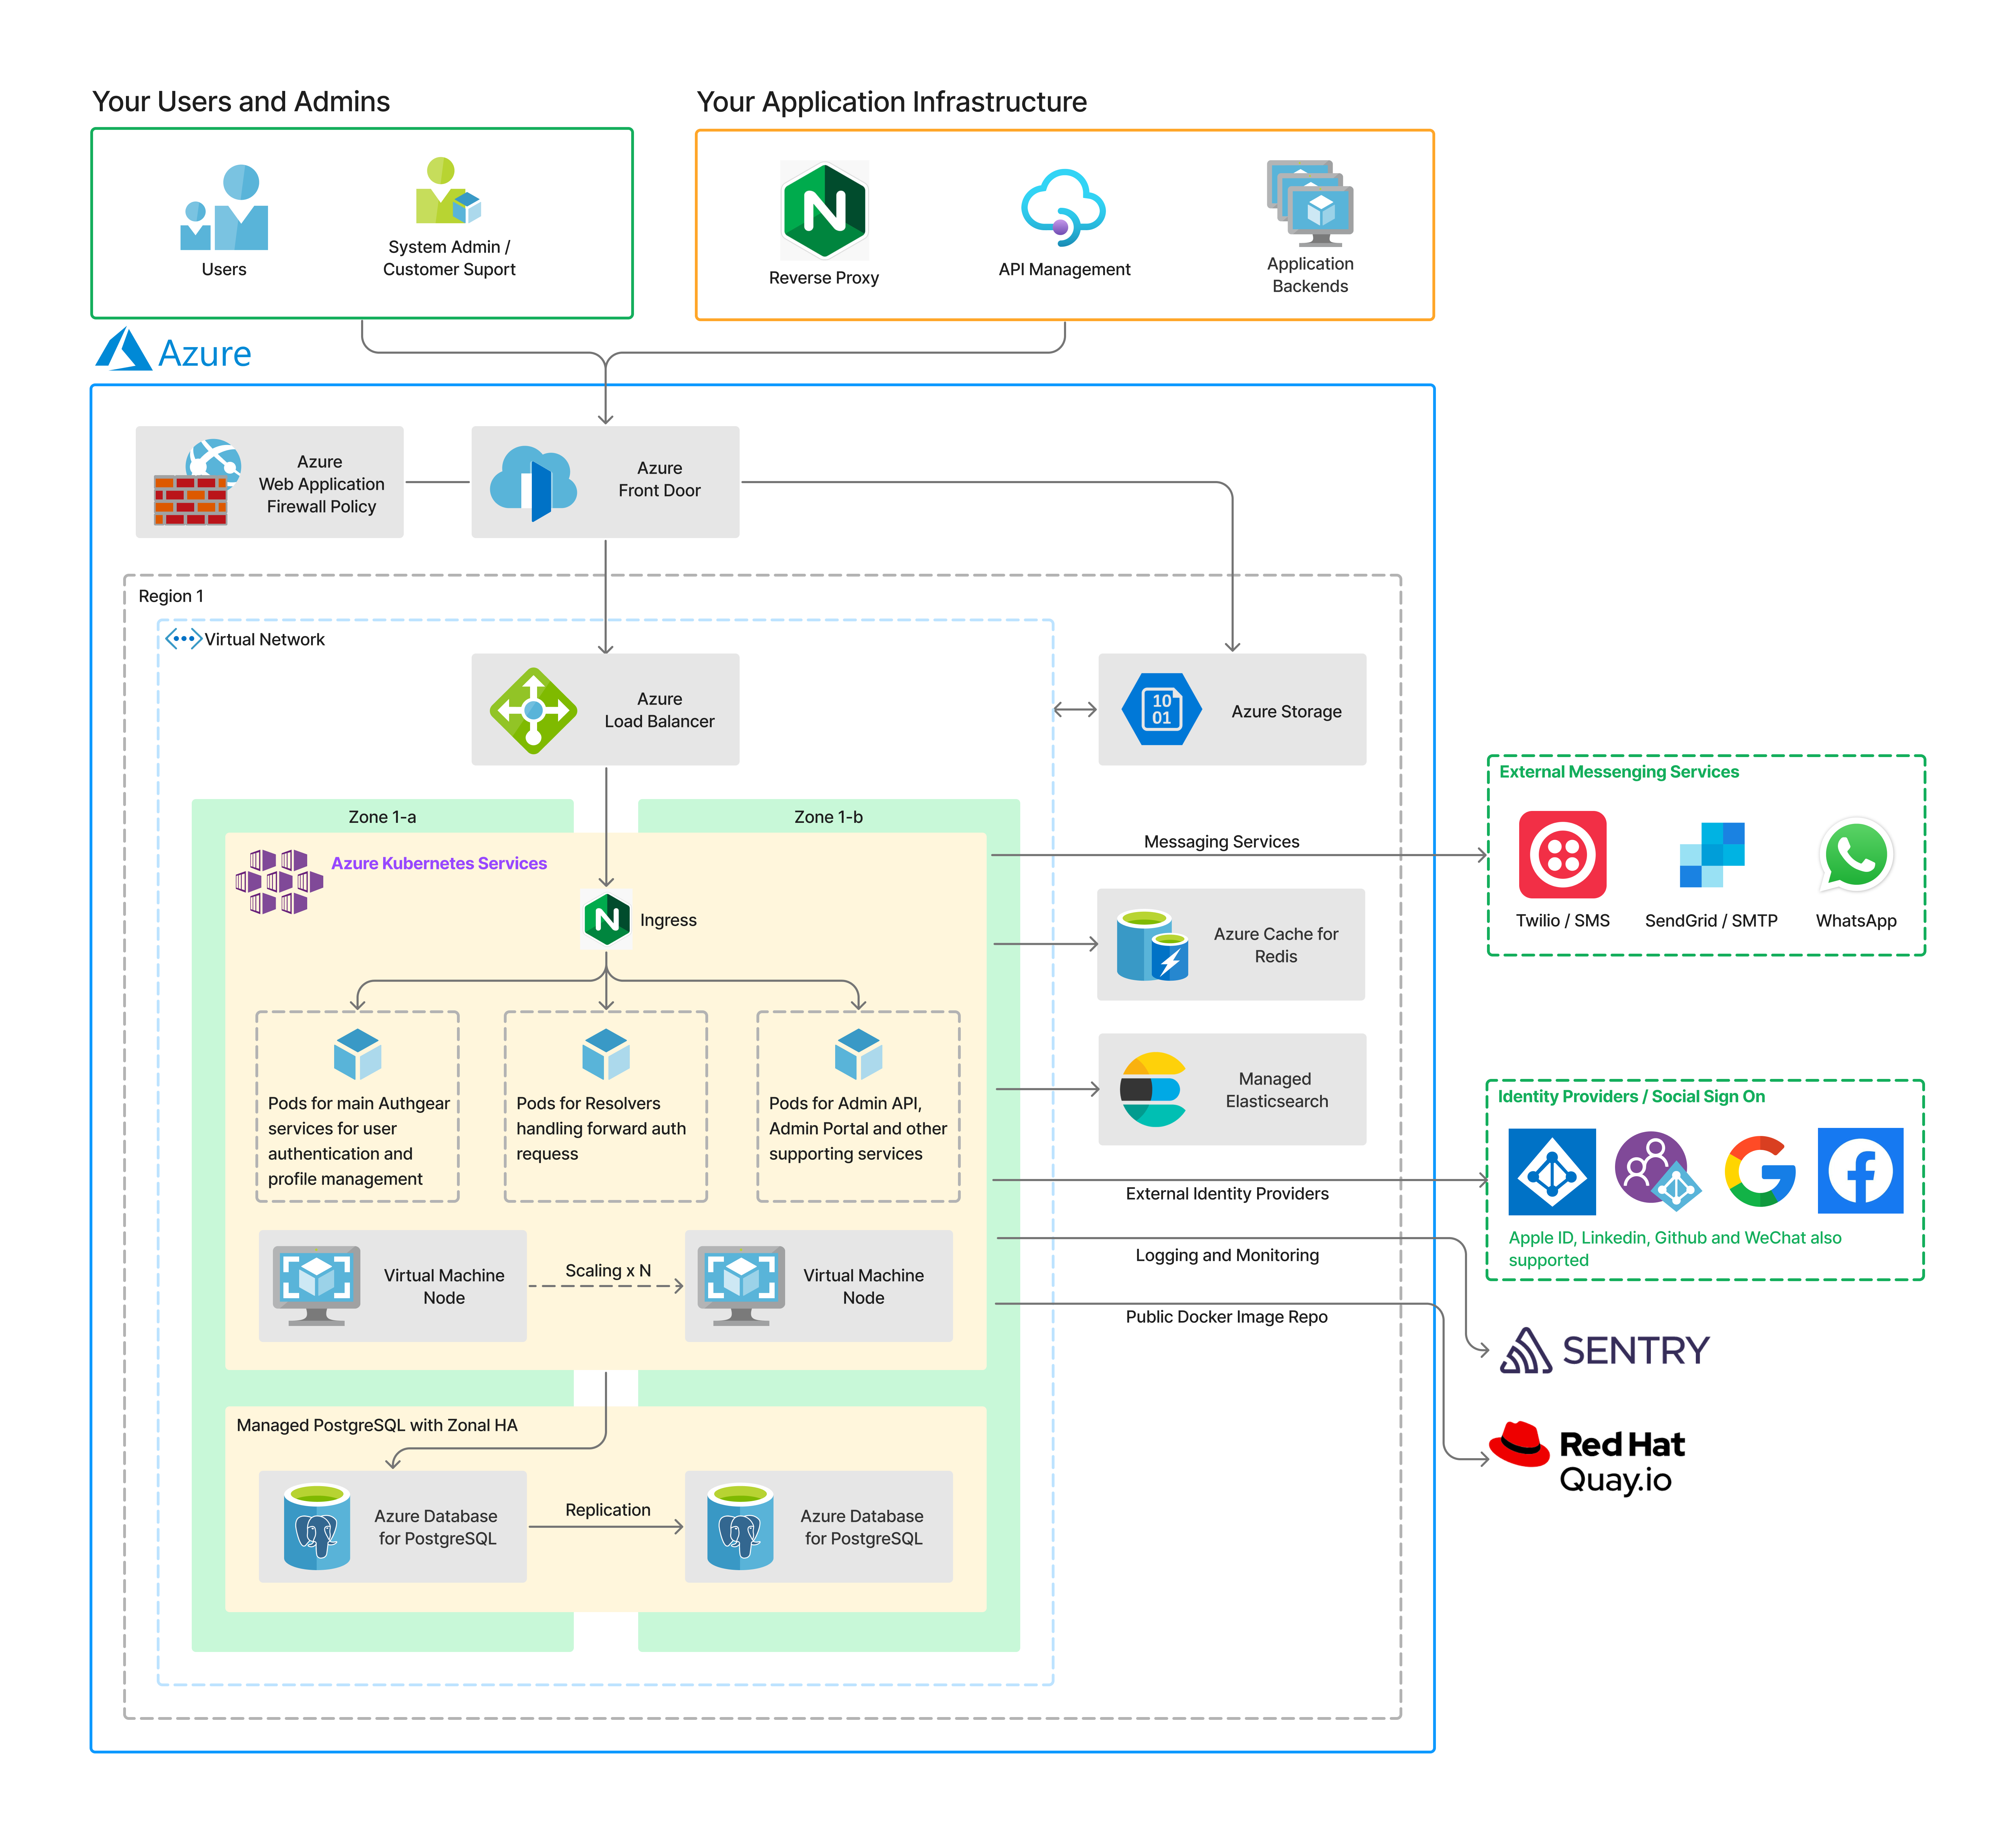 Your Users and Admins
Your Application Infrastructure
Users
System Admin /
Customer Suport
Reverse Proxy
API Management
Application
Backends
Azure
Azure
Web Application
Firewall Policy
Azure
Front Door
Region 1
Virtual Network
Azure
Load Balancer
10
01
Azure Storage
Zone 1-a
Zone 1-b
Azure Kubernetes Services
Ingress
Messaging Services
External Messenging Services
Twilio / SMS
SendGrid / SMTP
WhatsApp
Azure Cache for
Redis
Managed
Elasticsearch
Pods for main Authgear
services for user
authentication and
profile management
Pods for Resolvers
handling forward auth
requess
Pods for Admin API,
Admin Portal and other
supporting services
External Identity Providers
Identity Providers / Social Sign On
Apple ID, Linkedin, Github and WeChat also
supported
Logging and Monitoring
Public Docker Image Repo
Virtual Machine
Node
Scaling x N
Virtual Machine
Node
SENTRY
Red Hat
Quay.io
Managed PostgreSQL with Zonal HA
Azure Database
for PostgreSQL
Replication
Azure Database
for PostgreSQL